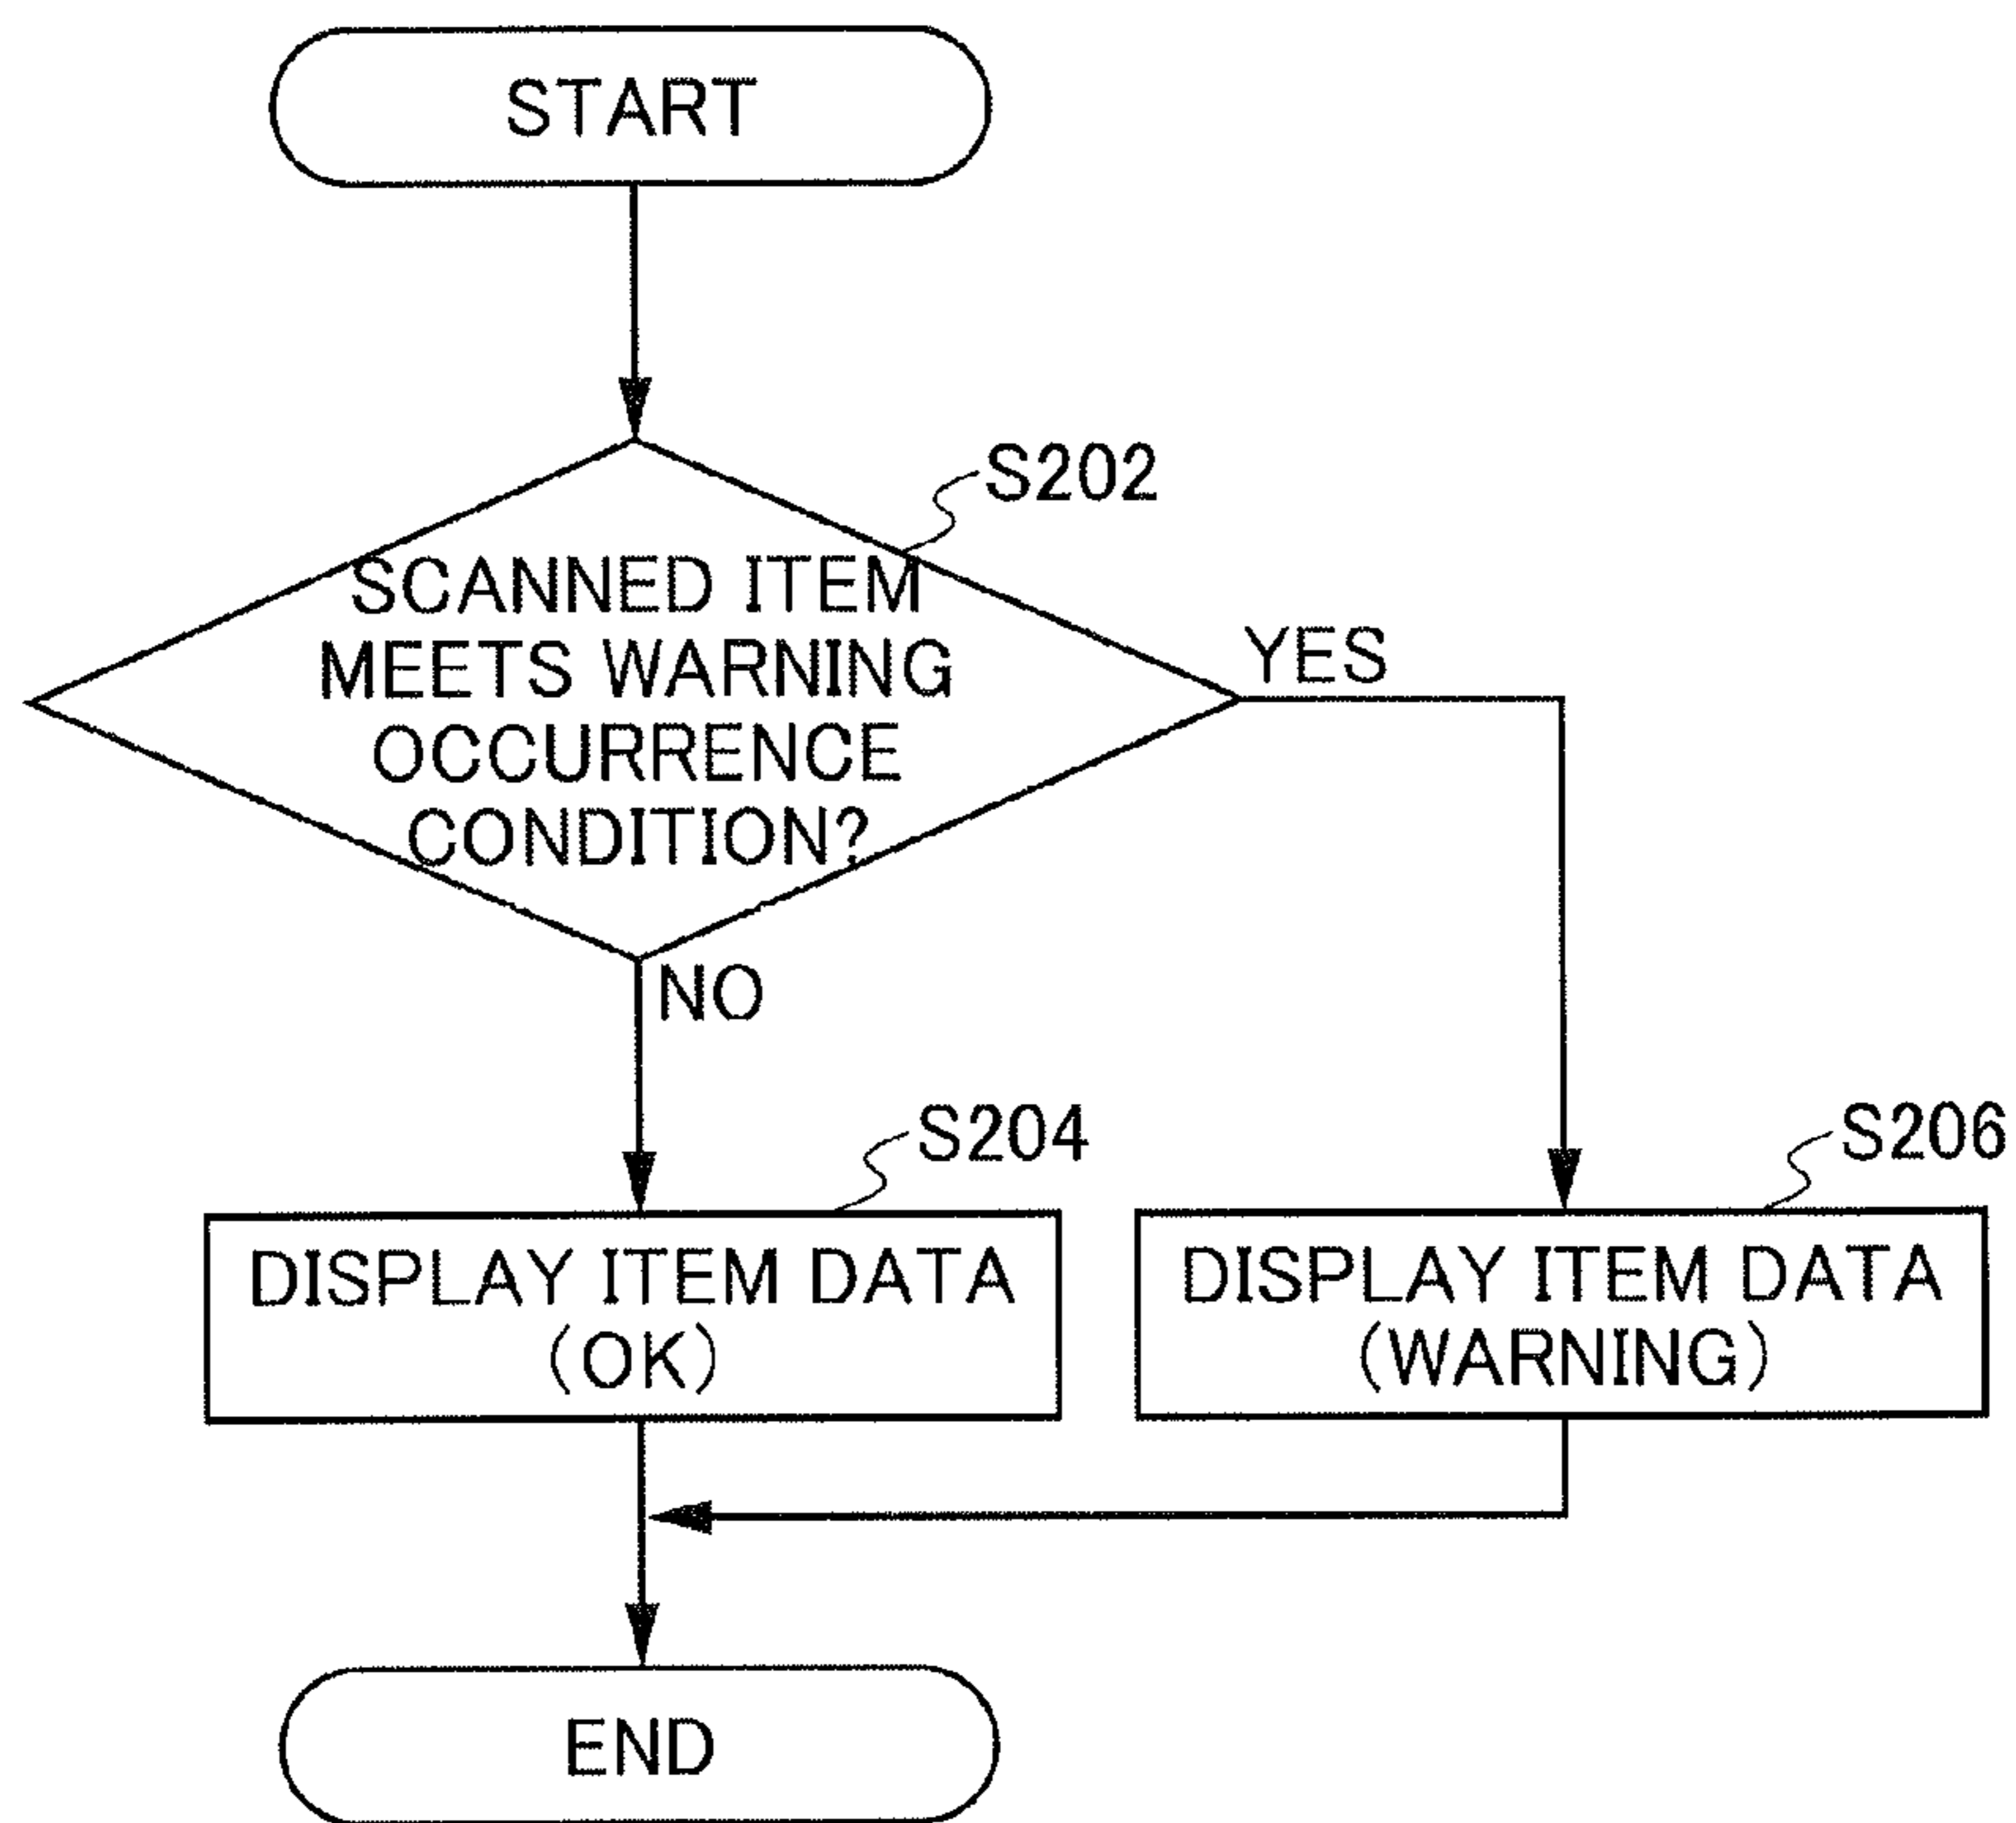 START
S202
SCANNED ITEM
MEETS WARNING
OCCURRENCE
CONDITION?
YES
NO
S204
DISPLAY ITEM DATA
(OK)
S206
DISPLAY ITEM DATA
(WARNING)
END